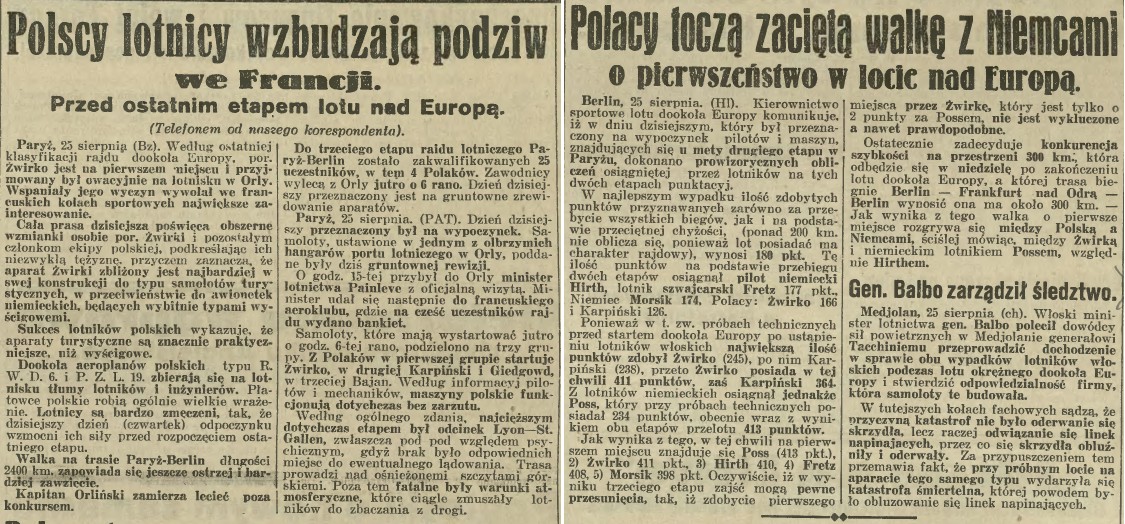 Polscy lotnicy wzbudzają podziw
we Francji.
Przed ostatnim etapem lotu nad Europą.
(Telefonem od naszego korespondenta).
Paryż, 25 sierpnia (Bz). Według ostatniej
klasyfikacji rajdu dookoła Europy, por.
Żwirko jest na pierwszem miejscu i przyj-
mowany był owacyjnie na lotnisku w Orly.
Wspaniały jego wyczyn wywołał we fran-
cuskich kołach sportowych największe za-
interesowanie.
Cała prasa dzisiejsza poświęca obszerne
wzmianki osobie por. Żwirki i pozostałym
członkom ekipy polskiej, podkreślając ich
niezwykłą tężyznę, przyczem zaznacza, że
aparat Żwirki zbliżony jest najbardziej w
swej konstrukcji do typu samolotów tury-
stycznych, w przeciwieństwie do awionetek
niemieckich, będących wybitnie typami wy-
ścigowemi.
Sukces lotników polskich wykazuje, że
aparaty turystyczne są znacznie praktycz-
niejsze, niż wyścigowe.
Dookoła aeroplanów polskich typu R.
W. D. 6. i P. Z. L. 19. zbierają się na lot-
nisku tłumy lotników i inżynierów. Pła-
towce polskie robią ogólnie wielkie wraże-
nie. Lotnicy są bardzo zmęczeni, tak, że
dzisiejszy dzień (czwartek) odpoczynku
wzmocni ich siły przed rozpoczęciem osta-
tniego etapu.
Walka na trasie Paryż-Berlin długości
2400 km. zapowiada się jeszcze ostrzej i bar-
dziej zawzięcie.
Kapitan Orliński zamierza lecieć poza
konkursem.
Do trzeciego etapu raidu lotniczego Pa-
ryż-Berlin zostało zakwalifikowanych 25
uczestników, w tem 4 Polaków. Zawodnicy
wylecą z Orly jutro o 6 rano. Dzień dzisiej-
szy przeznaczony jest na gruntowne zrewi-
dowanie aparatów.
Paryż, 25 sierpnia. (PAT). Dzień dzisiej-
szy przeznaczony był na wypoczynek. Sa-
moloty, ustawione w jednym z olbrzymich
hangarów portu lotniczego w Orly, podda-
ne były dziś gruntownej rewizji.
O godz. 15-tej przybył do Orly minister
lotnictwa Painleve z oficjalną wizytą. Mi-
nister udał się następnie do francuskiego
aeroklubu, gdzie na cześć uczestników raj-
du wydano bankiet.
Samoloty, które mają wystartować jutro
o godz. 6-tej rano, podzielono na trzy gru-
py. Z Polaków w pierwszej grupie startuje
Żwirko, w drugiej Karpiński i Giedgowd,
w trzeciej Bajan. Według informacyj pilo-
tów i mechaników, maszyny polskie funk-
cjonują dotychczas bez zarzutu.
Według ogólnego zdania, najcięższym
dotychczas etapem był odcinek Lyon—St.
Gallen, zwłaszcza pod pod względem psy-
chicznym, gdyż brak było odpowiednich
miejsc do ewentualnego lądowania. Trasa
prowadzi nad ośnieżonemi szczytami gór-
skiemi. Poza tem fatalne były warunki at-
mosferyczne, które ciągle zmuszały lot-
ników do zbaczania z drogi.
Polacy toczą zaciętą walkę z Niemcami
o pierwszeństwo w locie nad Europą.
Berlin, 25 sierpnia. (Hl). Kierownictwo
sportowe lotu dookoła Europy komunikuje,
iż w dniu dzisiejszym, który był przezna-
czony na wypoczynek pilotów i maszyn,
znajdujących się u mety drugiego etapu w
Paryżu, dokonano prowizorycznych obli-
czeń osiągniętej przez lotników na tych
dwóch etapach punktacyj.
W najlepszym wypadku ilość zdobytych
punktów przyznawanych zarówno za prze-
bycie wszystkich biegów, jak i na podsta-
wie przeciętnej chyżości, (ponad 200 km.
nie oblicza się, ponieważ lot posiadać ma
charakter rajdowy), wynosi 180 pkt. Tę
ilość punktów na podstawie przebiegu
dwóch etapów osiągnął pilot niemiecki
Hirth, lotnik szwajcarski Fretz 177 pkt.,
Niemiec Morsik 174. Polacy: Żwirko 166
i Karpiński 126.
Ponieważ w t. zw. próbach technicznych
przed startem dookoła Europy po ustąpie-
niu lotników włoskich największą ilość
punktów zdobył Żwirko (245), po nim Kar-
piński (238), przeto Żwirko posiada w tej
chwili 411 punktów, zaś Karpiński 364.
Z lotników niemieckich osiągnął jednakże
Poss, który przy próbach technicznych po-
siadał 234 punktów, obecnie wraz z wyni-
kiem obu etapów przelotu 413 punktów.
Jak wynika z tego, w tej chwili na pierw-
szem miejscu znajduje się Poss (413 pkt.),
2) Żwirko 411 pkt., 3) Hirth 410, 4) Fretz
408, 5) Morsik 398 pkt. Oczywiście, iż w wy-
niku trzeciego etapu zajść mogą pewne
przesunięcia, tak, iż zdobycie pierwszego
miejsca przez Żwirkę, który jest tylko o
2 punkty za Possem, nie jest wykluczone
a nawet prawdopodobne.
Ostatecznie zadecyduje konkurencja
szybkości na przestrzeni 300 km., która
odbędzie się w niedzielę po zakończeniu
lotu dookoła Europy, a której trasa bie-
gnie Berlin — Frankfurt nad Odrą —
Berlin wynosić ona ma około 300 km. —
Jak wynika z tego walka o pierwsze
miejsce rozgrywa się między Polską a
Niemcami, ściślej mówiąc, między Żwirką
i niemieckim lotnikiem Possem, wzglę-
dnie Hirthem.
Gen. Balbo zarządził śledztwo.
Medjolan, 25 sierpnia (ch). Włoski mini-
ster lotnictwa gen. Balbo polecił dowódcy
sił powietrznych w Medjolanie generałowi
Tacchiniemu przeprowadzić dochodzenie
w sprawie obu wypadków lotników wło-
skich podczas lotu okrężnego dookoła Eu-
ropy i stwierdzić odpowiedzialność firmy,
która samoloty te budowała.
W tutejszych kołach fachowych sądzą, że
przyczyną katastrof nie było oderwanie się
skrzydła, lecz raczej odwiązanie się linek
napinających, przez co się skrzydła obluź-
niły i oderwały. Za przypuszczeniem tem
przemawia fakt, że przy próbnym locie na
aparacie tego samego typu wydarzyła się
katastrofa śmiertelna, której powodem by-
ło obluzowanie się linek napinających.